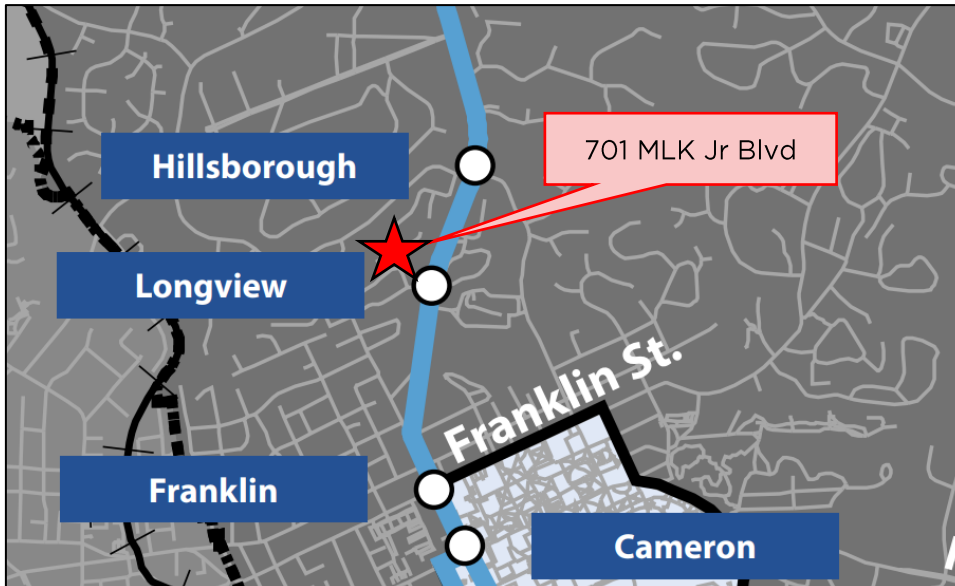 Hillsborough
701 MLK Jr Blvd
Longview
Franklin St.
Franklin
Cameron